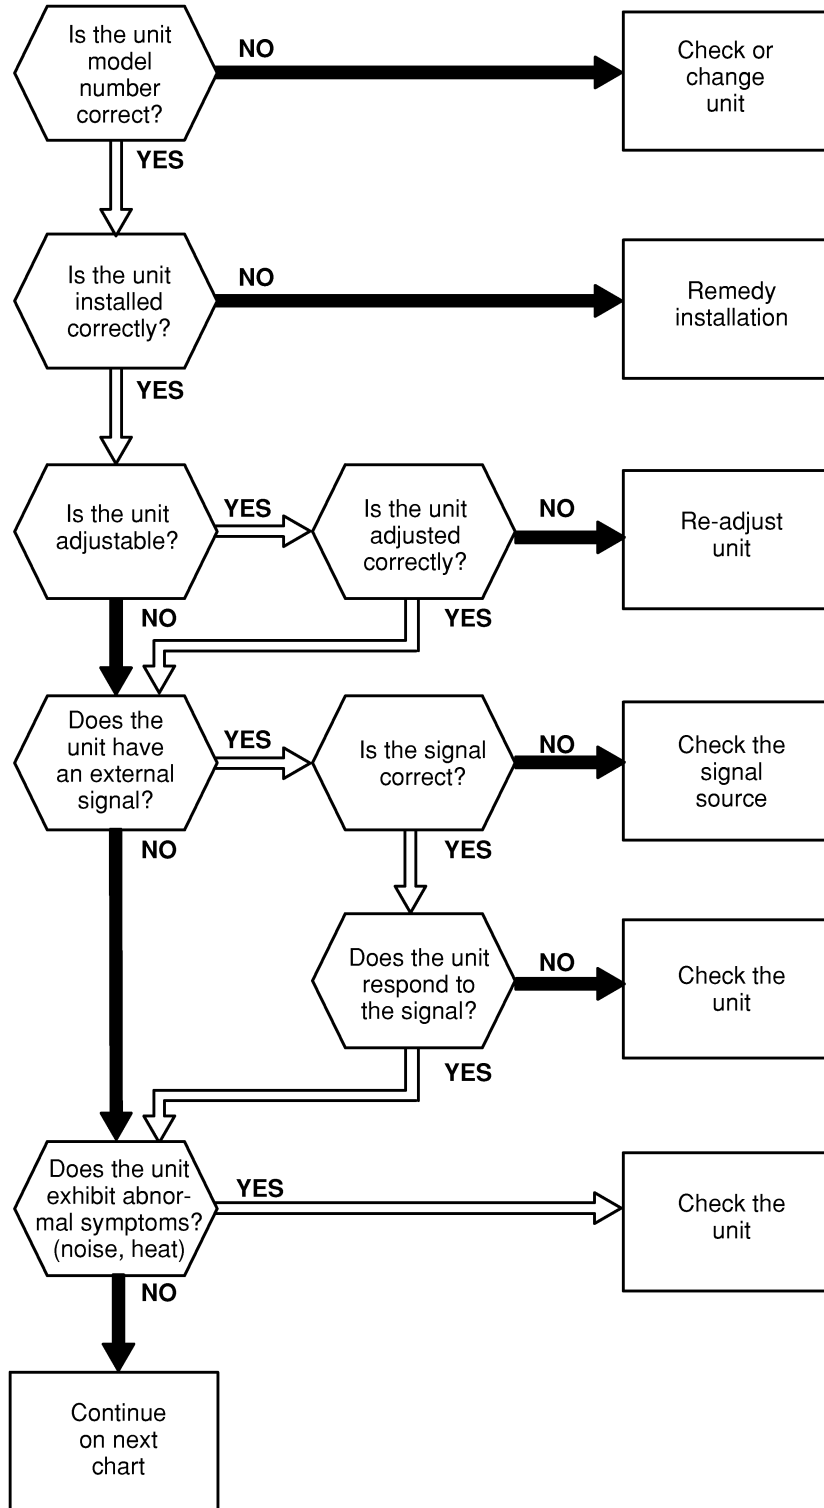 Is the unit
model
number
correct?
NO
Check or
change
unit
YES
Is the unit
installed
correctly?
NO
Remedy
installation
YES
Is the unit
adjustable?
YES
Is the unit
adjusted
correctly?
NO
Re-adjust
unit
NO
YES
Does the
unit have
an external
signal?
YES
Is the signal
correct?
NO
Check the
signal
source
NO
YES
Does the unit
respond to
the signal?
NO
Check the
unit
YES
Does the unit
exhibit abnor-
mal symptoms?
(noise, heat)
YES
Check the
unit
NO
Continue
on next
chart